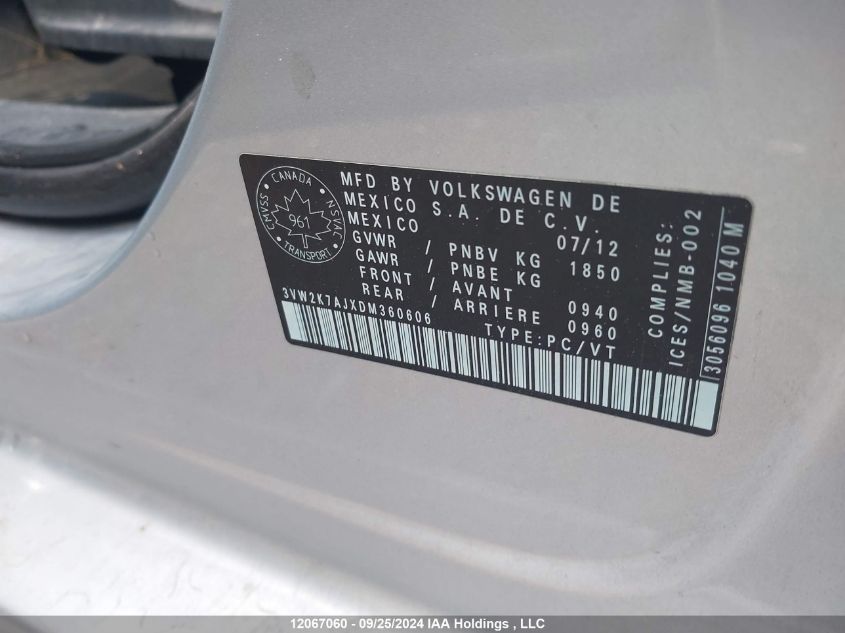 CANADA
CMVSS NSVAC
961
TRANSPORT
MFD BY VOLKSWAGEN DE
MEXICO S.A. DE C.V.
MEXICO 07/12
GVWR / PNBV KG 1850
GAWR / PNBE KG
FRONT / AVANT 0940
REAR / ARRIERE 0960
3VW2K7AJXDM360606 TYPE:PC/VT
COMPLIES:
ICES/NMB-002
13056096 1040 M
12067060 - 09/25/2024 IAA Holdings , LLC